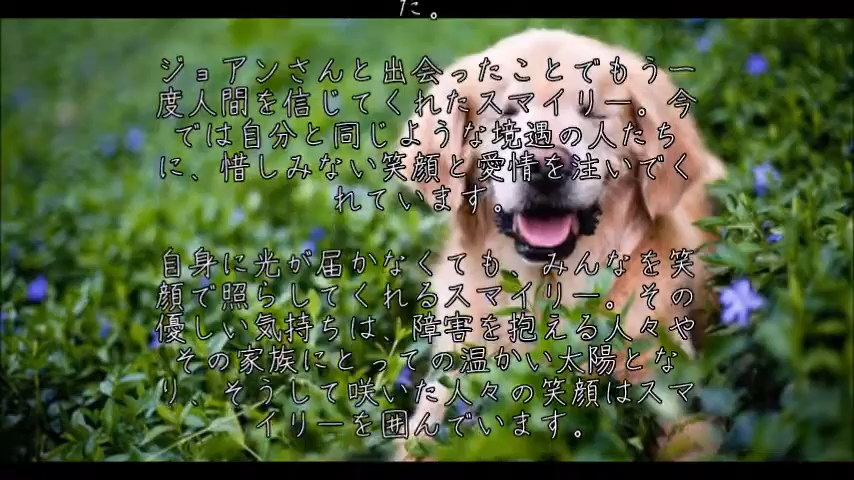 た。
ジョアンさんと出会ったことでもう一
度人間を信じてくれたスマイリー。今
では自分と同じような境遇の人たち
に、惜しみない笑顔と愛情を注いでく
れています。
自身に光が届かなくても、みんなを笑
顔で照らしてくれるスマイリー。その
優しい気持ちは、障害を抱える人々や
その家族にとっての温かい太陽とな
り、そうして咲いた人々の笑顔はスマ
イリーを囲んでいます。